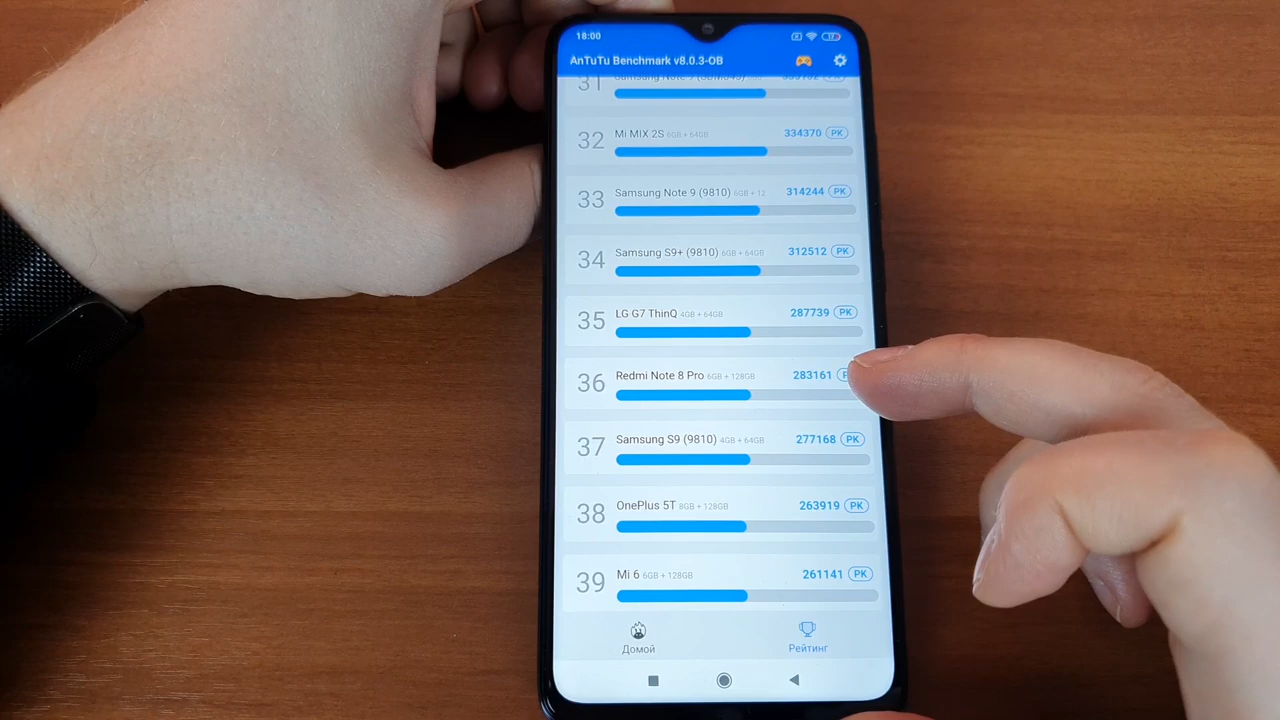 18:00
AnTuTu Benchmark v8.0.3-OB
31
32 Mi MIX 2S 6GB + 64GB 334370 PK
33 Samsung Note 9 (9810) 6GB + 12 314244 PK
34 Samsung S9+ (9810) 6GB + 64GB 312512 PK
35 LG G7 ThinQ 4GB + 64GB 287739 PK
36 Redmi Note 8 Pro 6GB + 128GB 283161
37 Samsung S9 (9810) 4GB + 64GB 277168 PK
38 OnePlus 5T 8GB + 128GB 263919 PK
39 Mi 6 6GB + 128GB 261141 PK
Домой Рейтинг